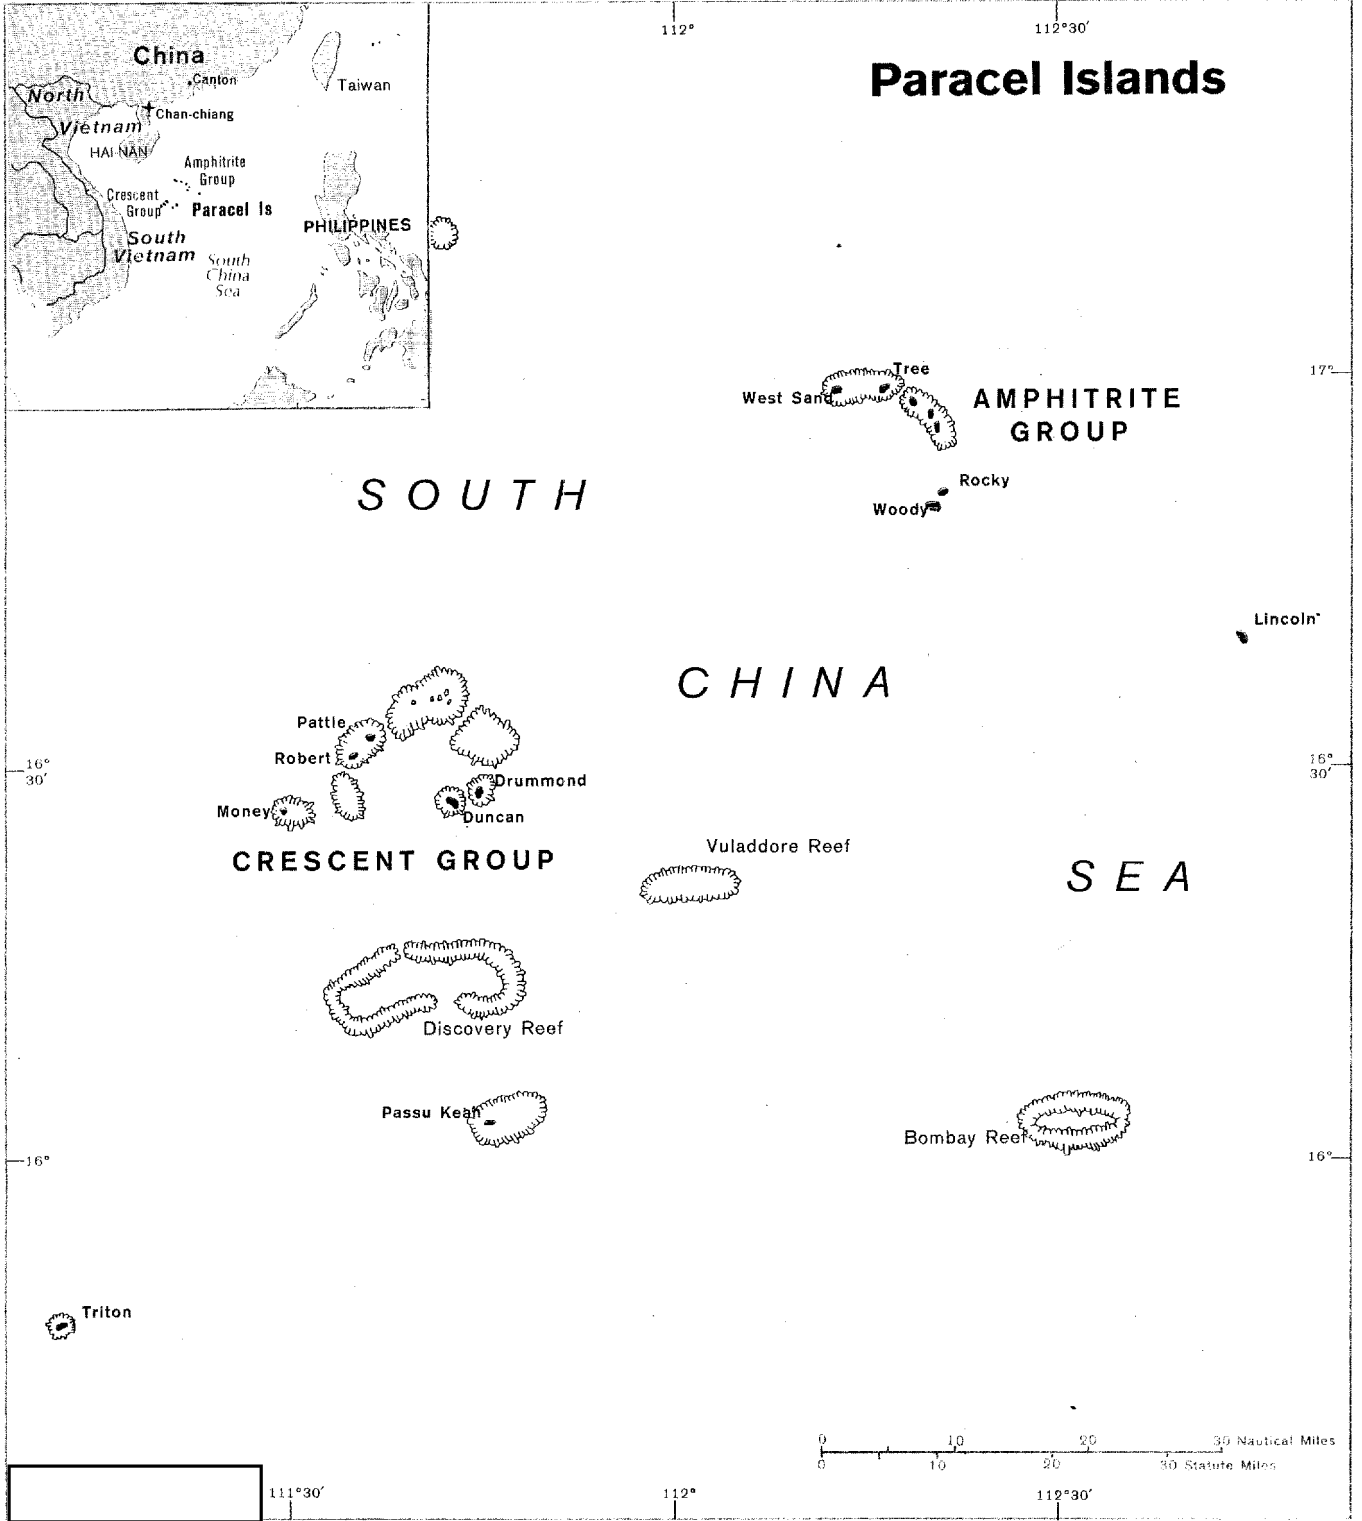 112°
112°30′
Paracel Islands
China
Canton
Taiwan
North
Vietnam
Chan-chiang
HAI-NAN
Amphitrite
Group
Crescent
Group
Paracel Is
PHILIPPINES
South
Vietnam
South
China
Sea
17°
Tree
West Sand
AMPHITRITE
GROUP
Rocky
Woody
SOUTH
Lincoln
CHINA
Pattle
Robert
16°
30′
16°
30′
Drummond
Money
Duncan
CRESCENT GROUP
Vuladdore Reef
SEA
Discovery Reef
Passu Keah
Bombay Reef
16°
16°
Triton
0 10 20 30 Nautical Miles
0 10 20 30 Statute Miles
111°30′
112°
112°30′